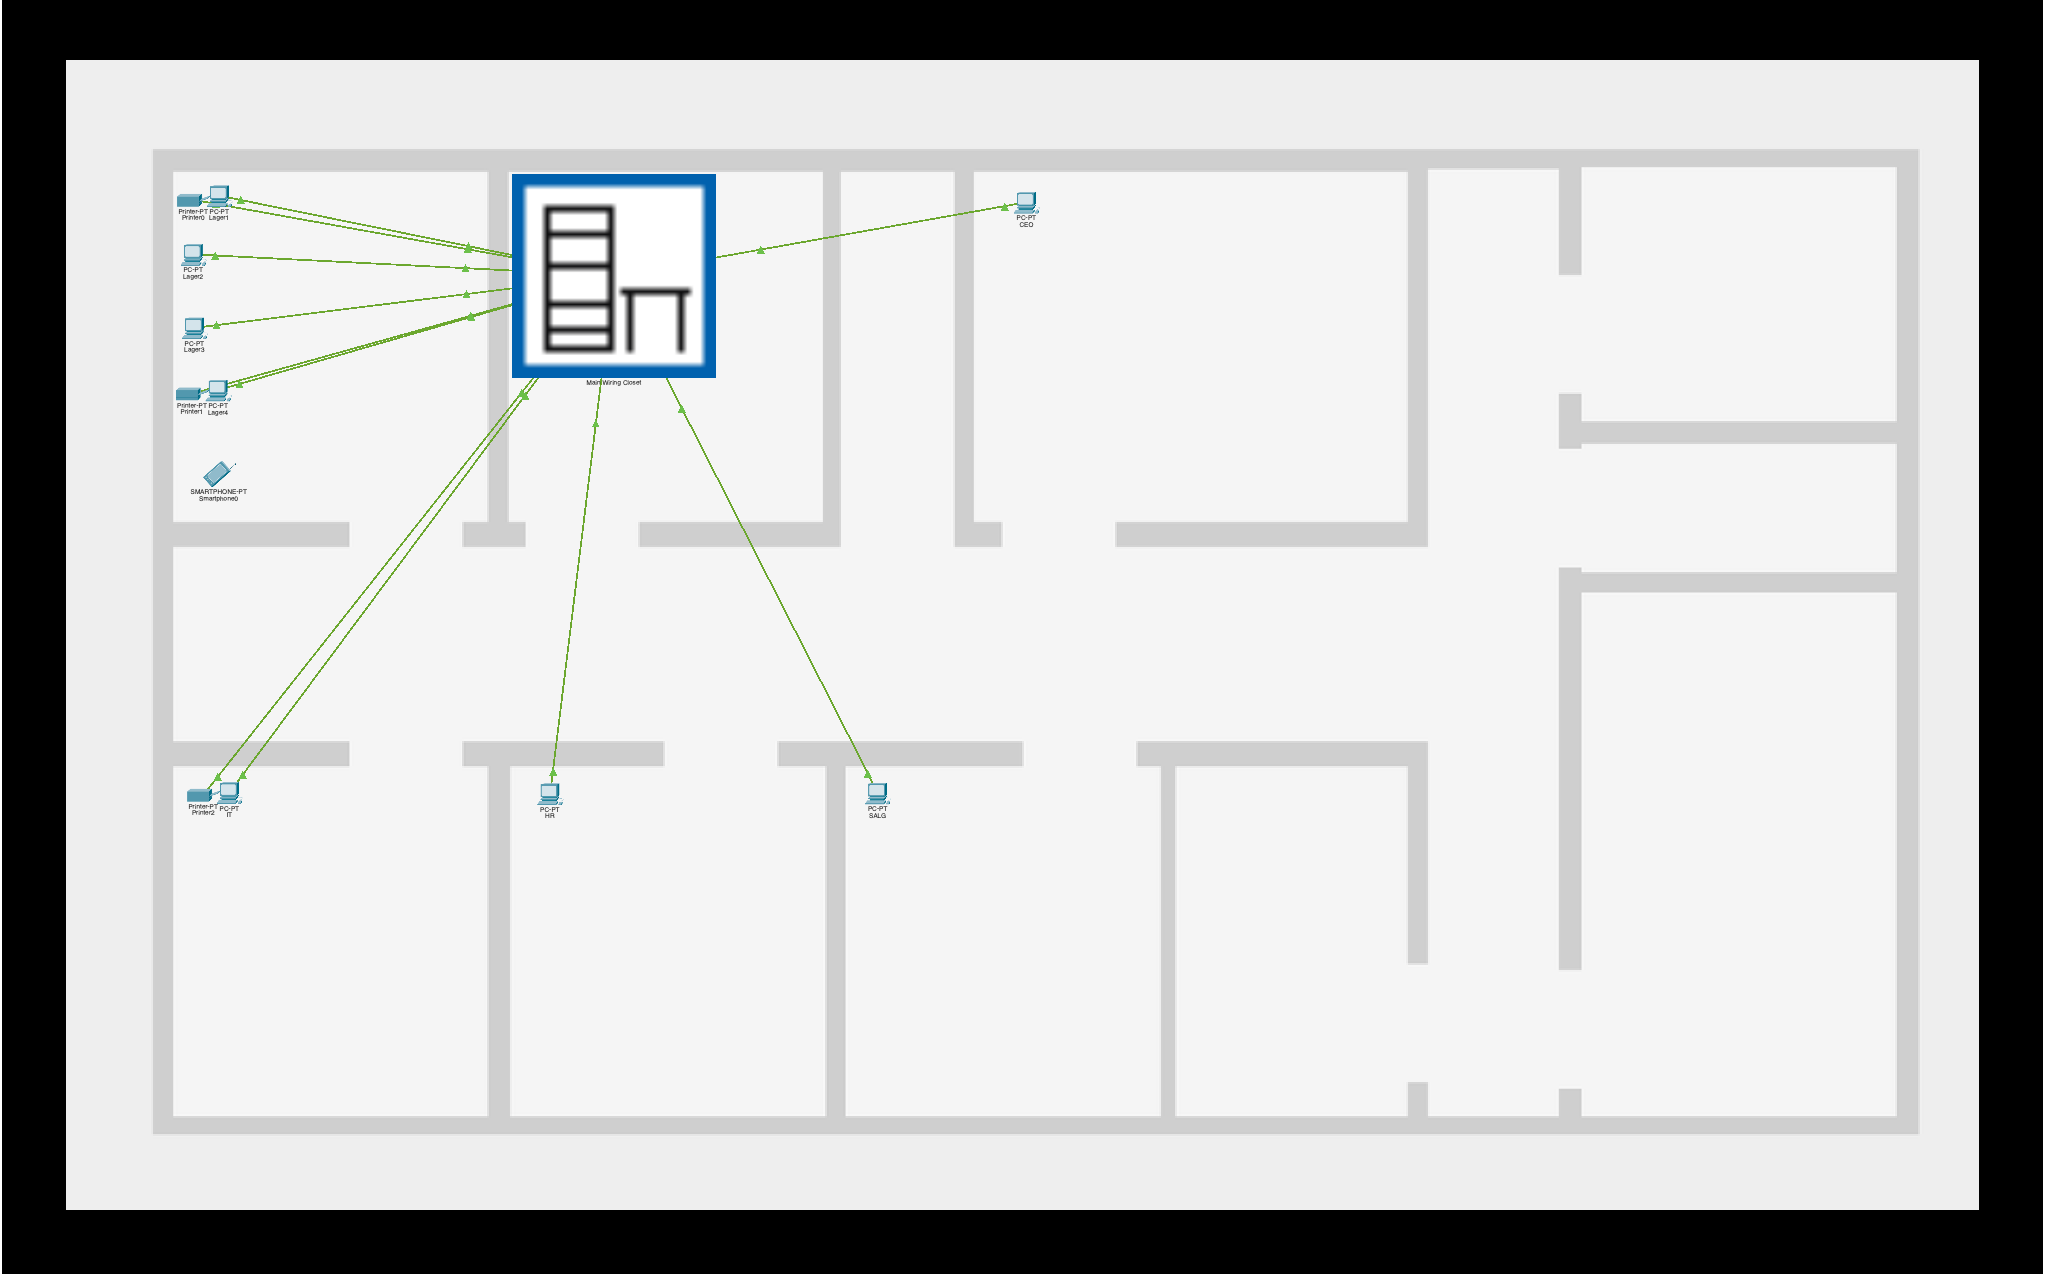 Printer-PT
Printer0
PC-PT
Lager1
PC-PT
Lager2
PC-PT
Lager3
Printer-PT
Printer1
PC-PT
Lager4
SMARTPHONE-PT
Smartphone0
Main Wiring Closet
PC-PT
CEO
Printer-PT
Printer2
PC-PT
IT
PC-PT
HR
PC-PT
SALG